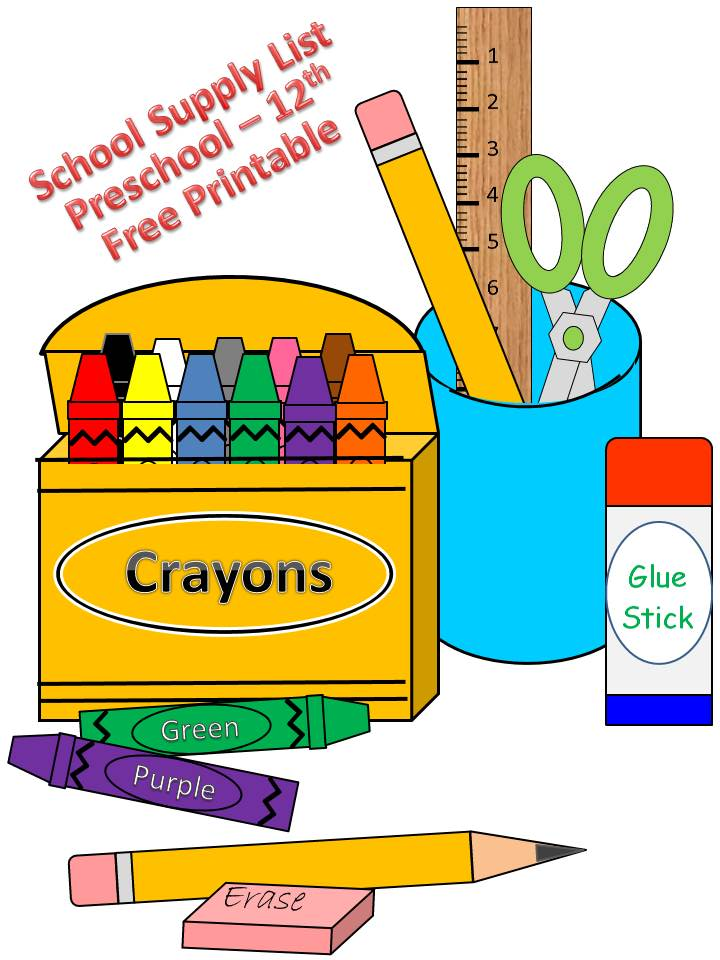 School Supply List
Preschool – 12th
Free Printable
1
2
3
4
5
6
Crayons
Glue
Stick
Green
Purple
Erase